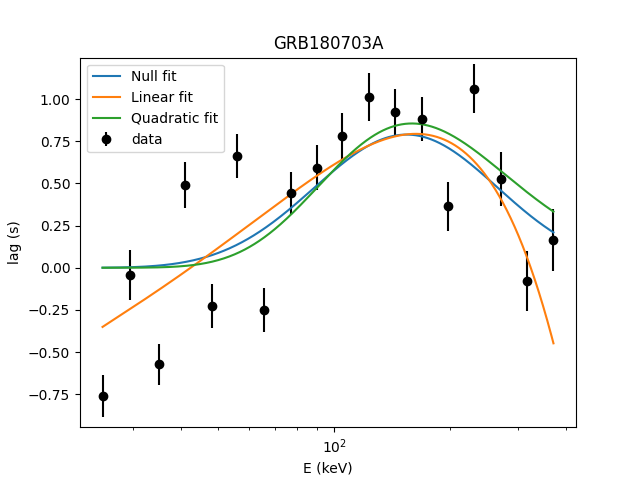 GRB180703A
Null fit
Linear fit
Quadratic fit
data
lag (s)
1.00
0.75
0.50
0.25
0.00
−0.25
−0.50
−0.75
10²
E (keV)